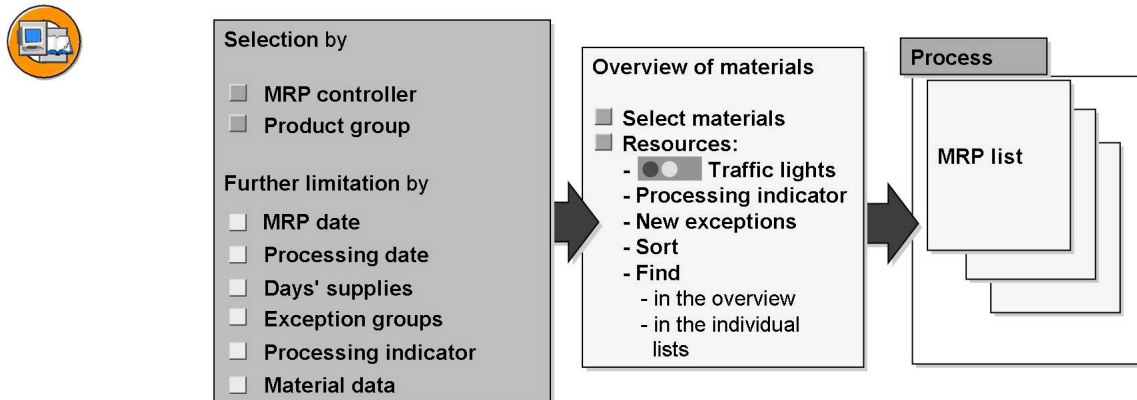 Selection by
MRP controller
Product group
Further limitation by
MRP date
Processing date
Days' supplies
Exception groups
Processing indicator
Material data
Overview of materials
Select materials
Resources:
- Traffic lights
- Processing indicator
- New exceptions
- Sort
- Find
- in the overview
- in the individual
lists
Process
MRP list